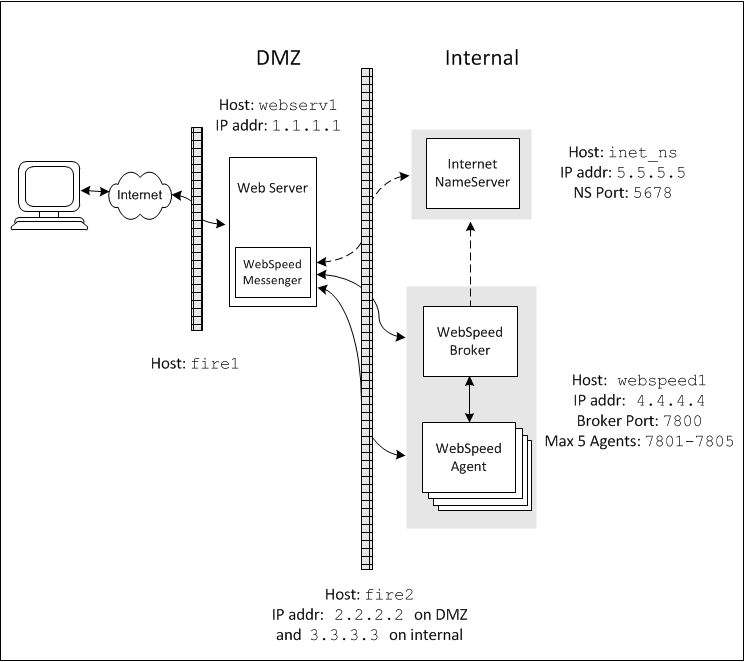 DMZ
Internal
Host: webserv1
IP addr: 1.1.1.1
Internet
Web Server
WebSpeed
Messenger
Host: fire1
Internet
NameServer
Host: inet_ns
IP addr: 5.5.5.5
NS Port: 5678
WebSpeed
Broker
WebSpeed
Agent
Host: webspeed1
IP addr: 4.4.4.4
Broker Port: 7800
Max 5 Agents: 7801-7805
Host: fire2
IP addr: 2.2.2.2 on DMZ
and 3.3.3.3 on internal